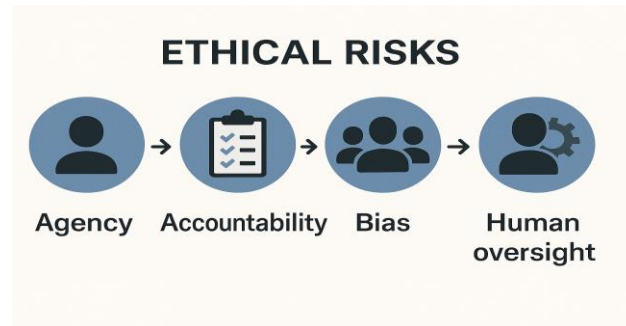 ETHICAL RISKS
Agency
Accountability
Bias
Human
oversight